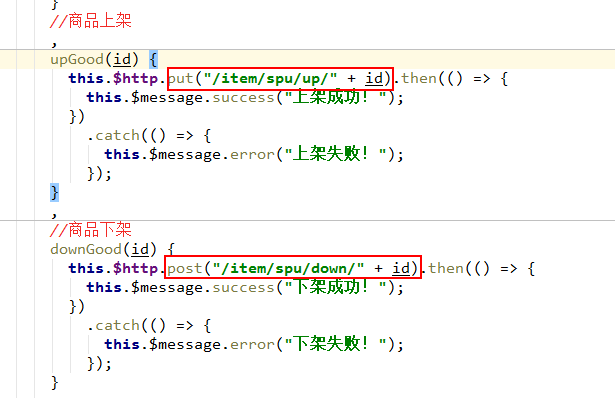 }
//商品上架
,
upGood(id) {
this.$http.put("/item/spu/up/" + id).then(() => {
this.$message.success("上架成功! ");
})
.catch(() => {
this.$message.error("上架失败! ");
});
}
,
//商品下架
downGood(id) {
this.$http.post("/item/spu/down/" + id).then(() => {
this.$message.success("下架成功! ");
})
.catch(() => {
this.$message.error("下架失败! ");
});
}